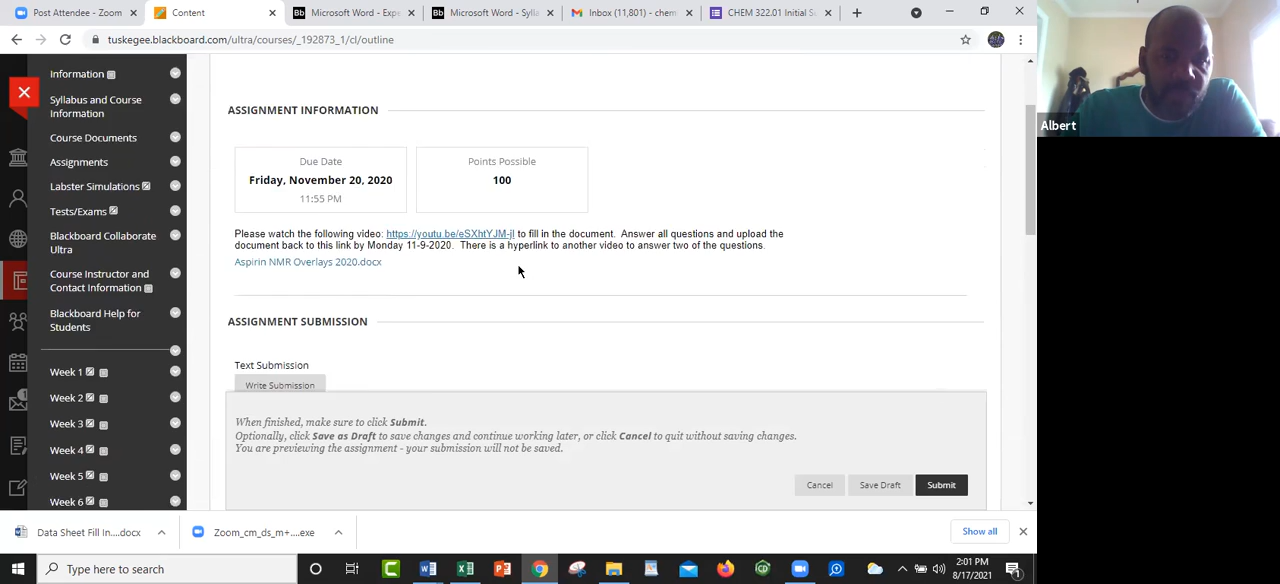 Post Attendee - Zoom
Content
Microsoft Word - Expe
Microsoft Word - Sylla
Inbox (11,801) - chem
CHEM 322.01 Initial Su
tuskegee.blackboard.com/ultra/courses/_192873_1/cl/outline
Albert
Information
Syllabus and Course
Information
Course Documents
Assignments
Labster Simulations
Tests/Exams
Blackboard Collaborate
Ultra
Course Instructor and
Contact Information
Blackboard Help for
Students
Week 1
Week 2
Week 3
Week 4
Week 5
Week 6
ASSIGNMENT INFORMATION
Due Date
Friday, November 20, 2020
11:55 PM
Points Possible
100
Please watch the following video: https://youtu.be/eSXhtYJM-jI to fill in the document. Answer all questions and upload the
document back to this link by Monday 11-9-2020. There is a hyperlink to another video to answer two of the questions.
Aspirin NMR Overlays 2020.docx
ASSIGNMENT SUBMISSION
Text Submission
Write Submission
When finished, make sure to click Submit.
Optionally, click Save as Draft to save changes and continue working later, or click Cancel to quit without saving changes.
You are previewing the assignment - your submission will not be saved.
Cancel
Save Draft
Submit
Data Sheet Fill In....docx
Zoom_cm_ds_m+....exe
Show all
Type here to search
2:01 PM
8/17/2021